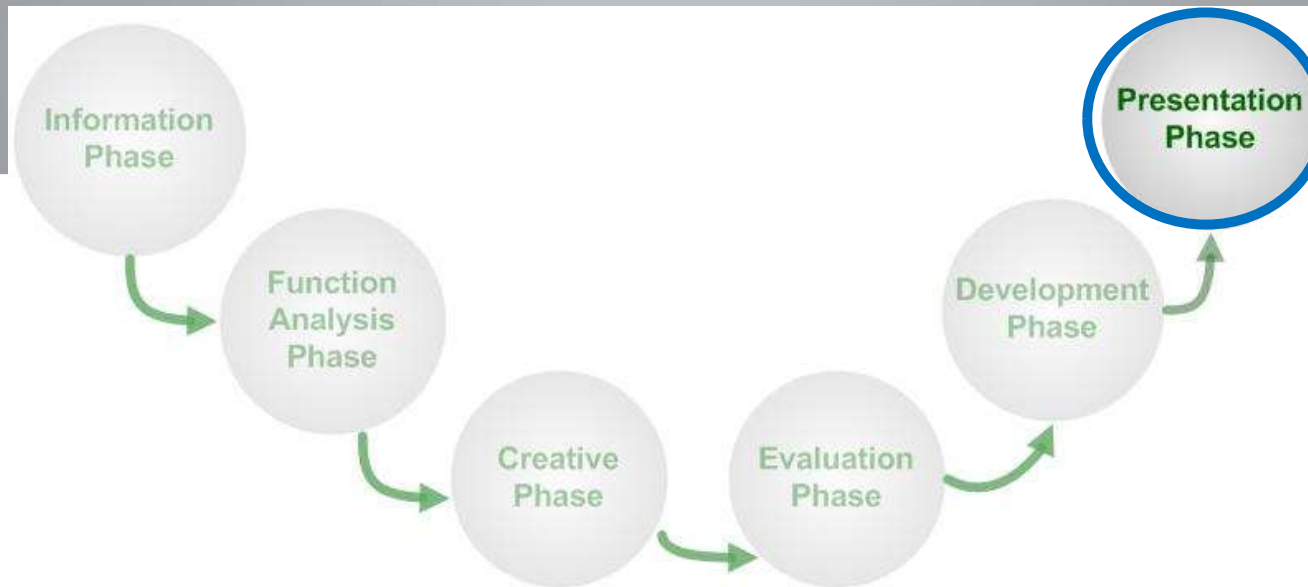 Information
Phase
Function
Analysis
Phase
Creative
Phase
Evaluation
Phase
Development
Phase
Presentation
Phase